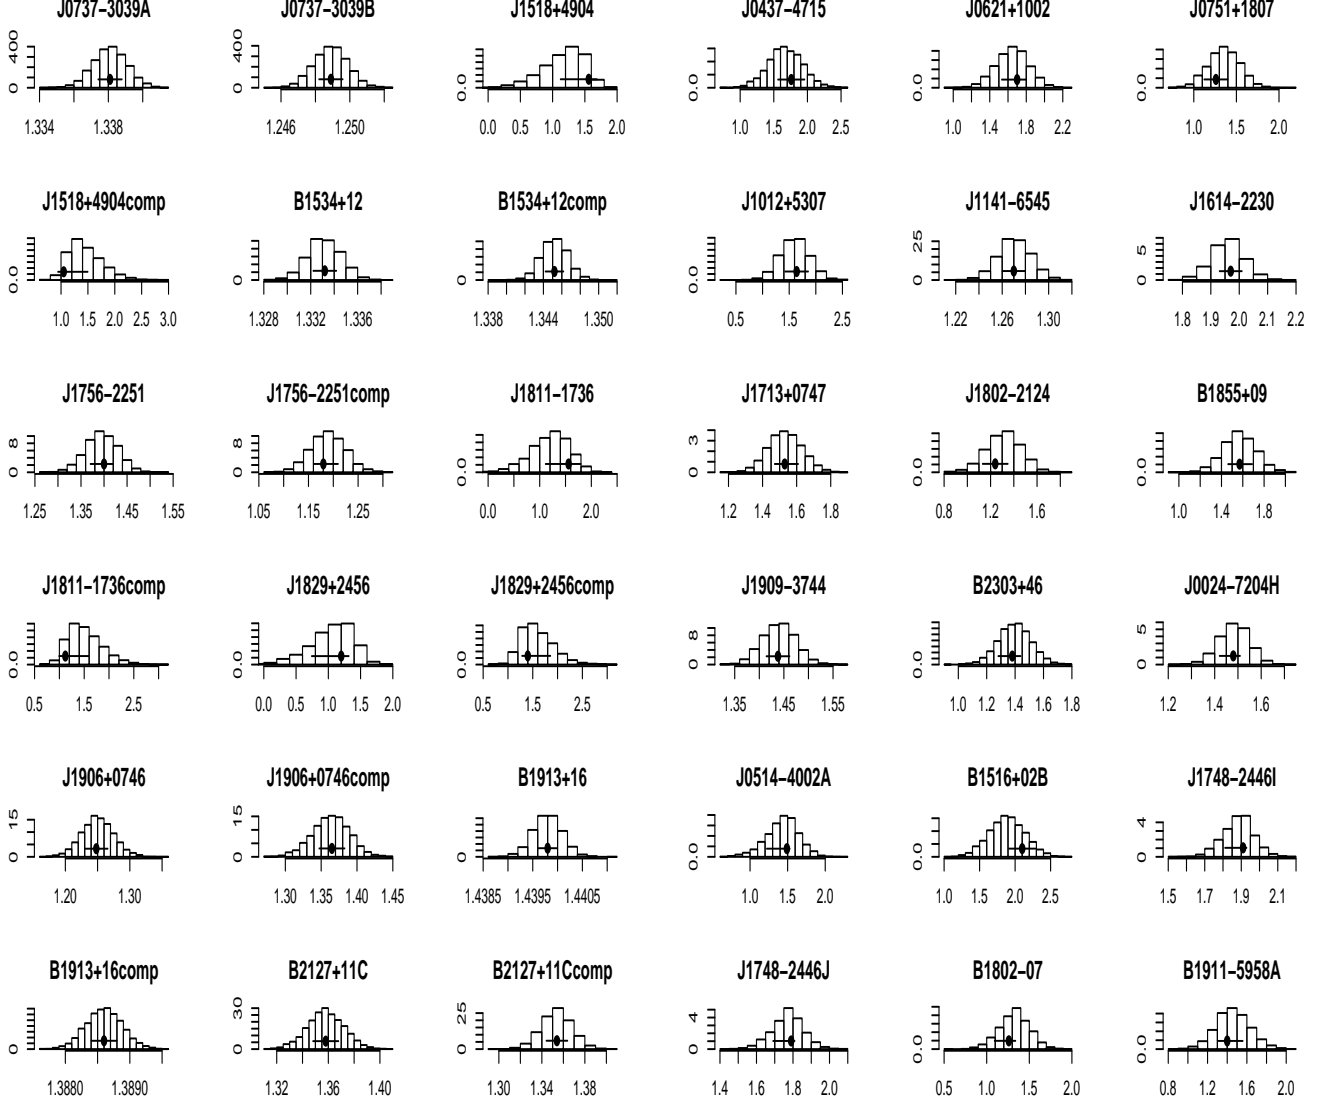 J0737−3039A J0737−3039B J1518+4904 J0437−4715 J0621+1002 J0751+1807
0 400 0 400 0.0 0.0 0.0 0.0
1.334 1.338 1.246 1.250 0.0 0.5 1.0 1.5 2.0 1.0 1.5 2.0 2.5 1.0 1.4 1.8 2.2 1.0 1.5 2.0
J1518+4904comp B1534+12 B1534+12comp J1012+5307 J1141−6545 J1614−2230
0.0 0 0 0.0 0 25 0 5
1.0 1.5 2.0 2.5 3.0 1.328 1.332 1.336 1.338 1.344 1.350 0.5 1.5 2.5 1.22 1.26 1.30 1.8 1.9 2.0 2.1 2.2
J1756−2251 J1756−2251comp J1811−1736 J1713+0747 J1802−2124 B1855+09
0 8 0 8 0.0 0 3 0.0 0.0
1.25 1.35 1.45 1.55 1.05 1.15 1.25 0.0 1.0 2.0 1.2 1.4 1.6 1.8 0.8 1.2 1.6 1.0 1.4 1.8
J1811−1736comp J1829+2456 J1829+2456comp J1909−3744 B2303+46 J0024−7204H
0.0 0.0 0.0 0 8 0.0 0 5
0.5 1.5 2.5 0.0 0.5 1.0 1.5 2.0 0.5 1.5 2.5 1.35 1.45 1.55 1.0 1.2 1.4 1.6 1.8 1.2 1.4 1.6
J1906+0746 J1906+0746comp B1913+16 J0514−4002A B1516+02B J1748−2446I
0 15 0 15 0 0.0 0.0 0 4
1.20 1.30 1.30 1.35 1.40 1.45 1.4385 1.4395 1.4405 1.0 1.5 2.0 1.0 1.5 2.0 2.5 1.5 1.7 1.9 2.1
B1913+16comp B2127+11C B2127+11Ccomp J1748−2446J B1802−07 B1911−5958A
0 0 30 0 25 0 4 0.0 0.0
1.3880 1.3890 1.32 1.36 1.40 1.30 1.34 1.38 1.4 1.6 1.8 2.0 0.5 1.0 1.5 2.0 0.8 1.2 1.6 2.0